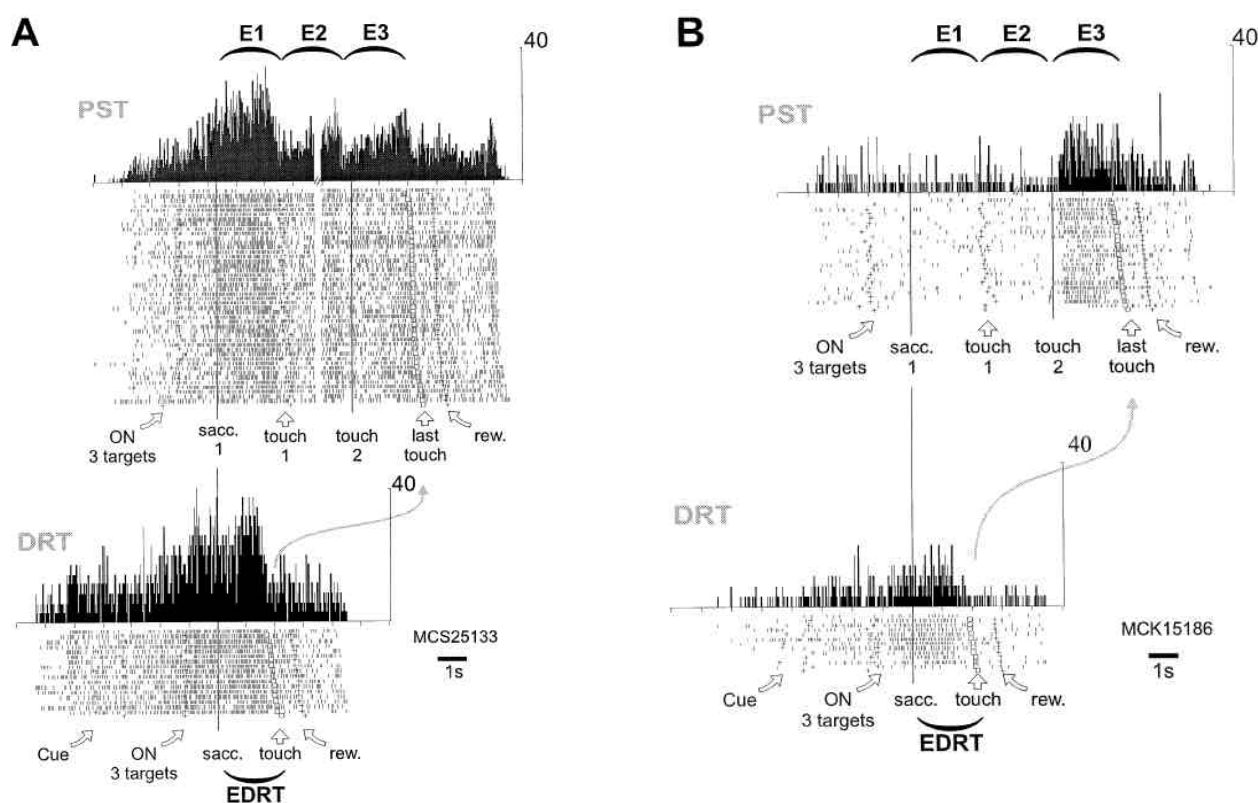 A
E1 E2 E3
40
PST
ON
3 targets
sacc.
1
touch
1
touch
2
last
touch
rew.
40
DRT
MCS25133
1s
Cue
ON
3 targets
sacc.
touch
rew.
EDRT
B
E1 E2 E3
40
PST
ON
3 targets
sacc.
1
touch
1
touch
2
last
touch
rew.
40
DRT
MCK15186
1s
Cue
ON
3 targets
sacc.
touch
rew.
EDRT